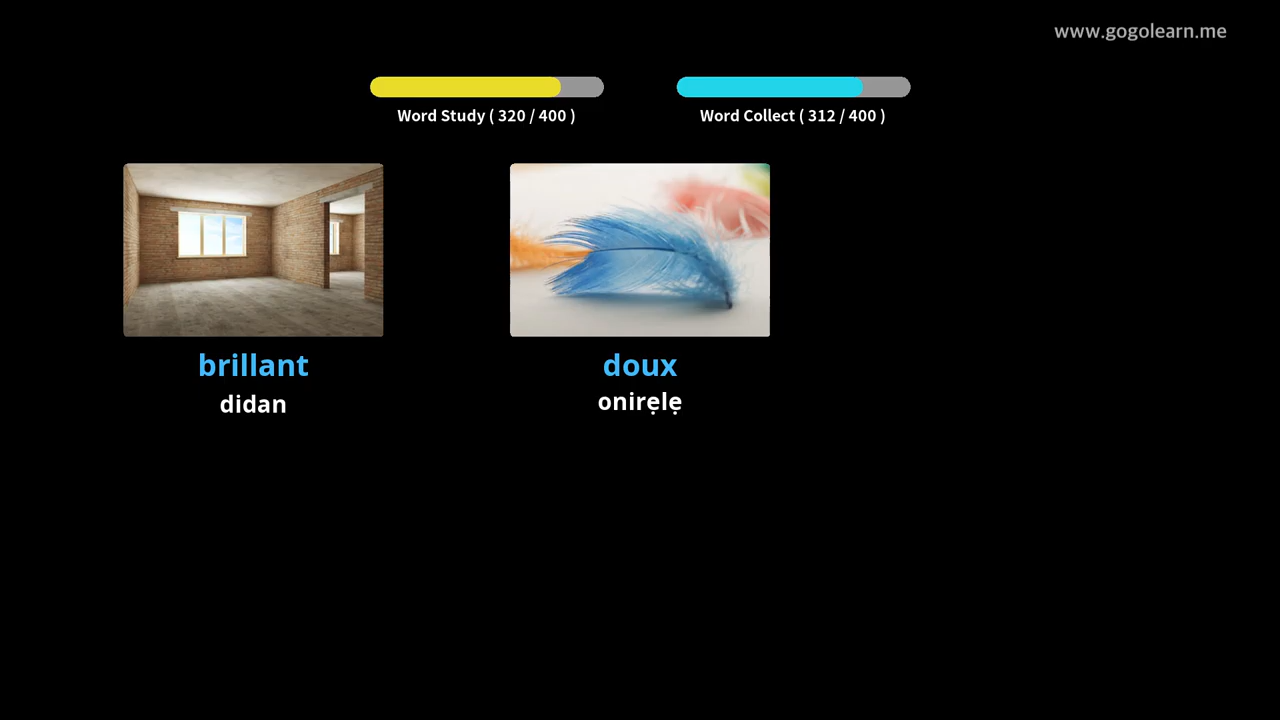 www.gogolearn.me
Word Study ( 320 / 400 )
Word Collect ( 312 / 400 )
brillant
didan
doux
onirẹlẹ